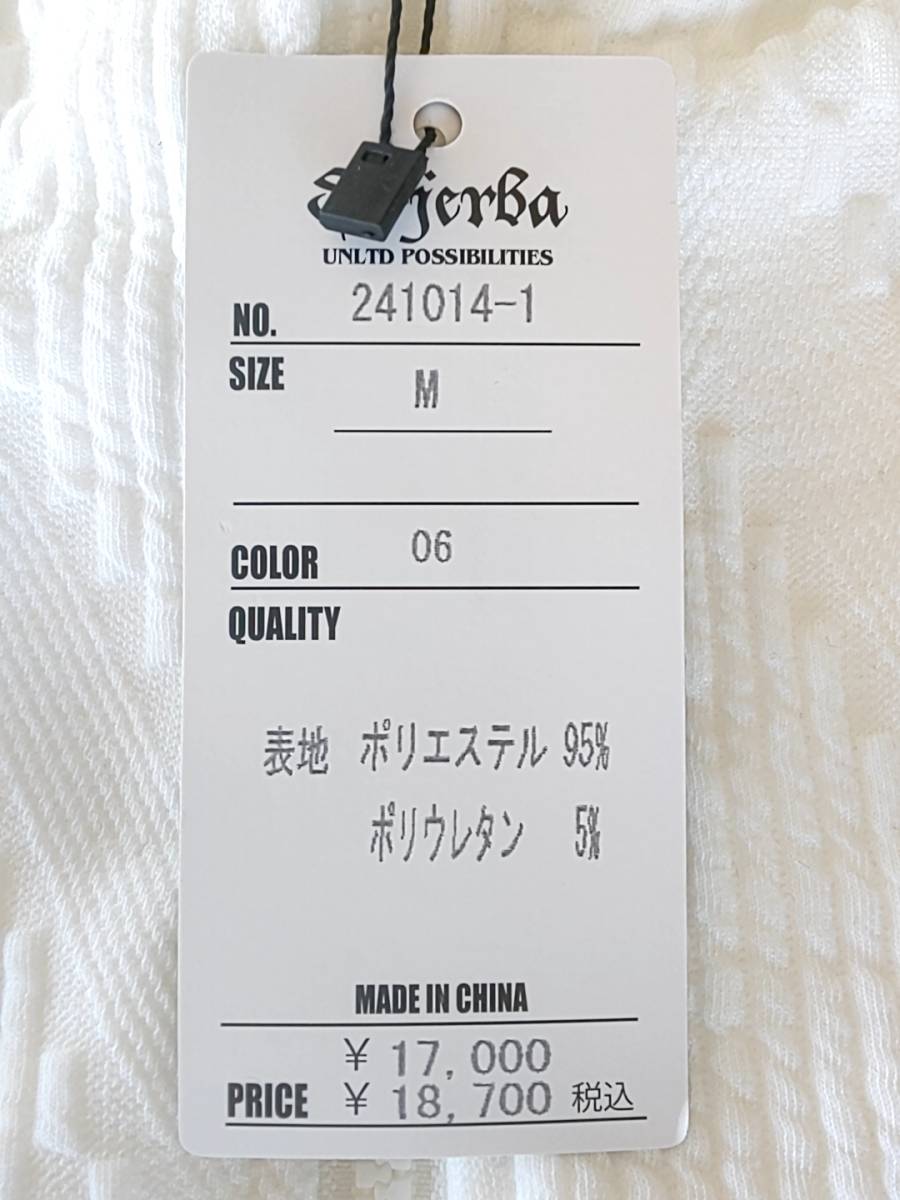 UNLTD POSSIBILITIES
NO. 241014-1
SIZE M
COLOR 06
QUALITY
表地 ポリエステル 95%
ポリウレタン 5%
MADE IN CHINA
¥ 17,000
PRICE ¥ 18,700 税込